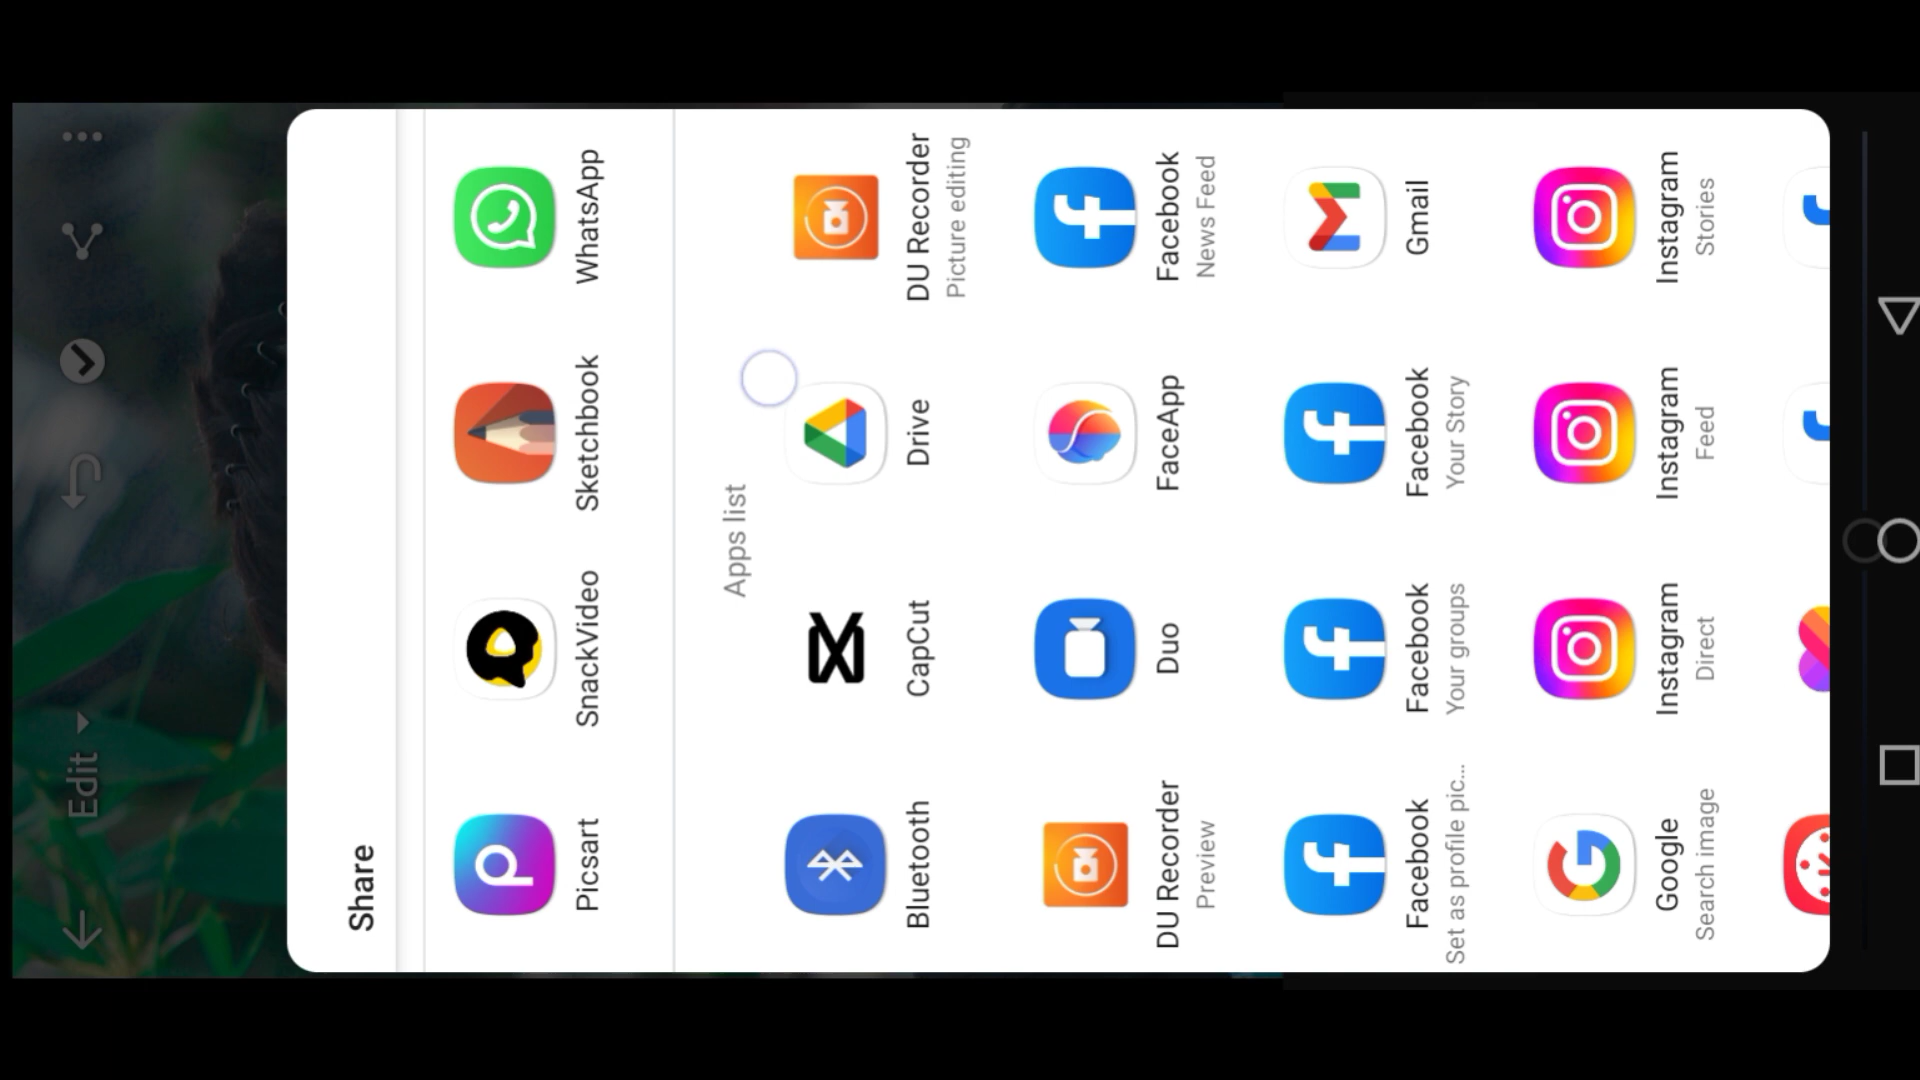 Edit
Share
Picsart
SnackVideo
Sketchbook
WhatsApp
Apps list
Bluetooth
CapCut
Drive
DU Recorder
Picture editing
DU Recorder
Preview
Duo
FaceApp
Facebook
News Feed
Facebook
Set as profile pic...
Facebook
Your groups
Facebook
Your Story
Gmail
Google
Search image
Instagram
Direct
Instagram
Feed
Instagram
Stories